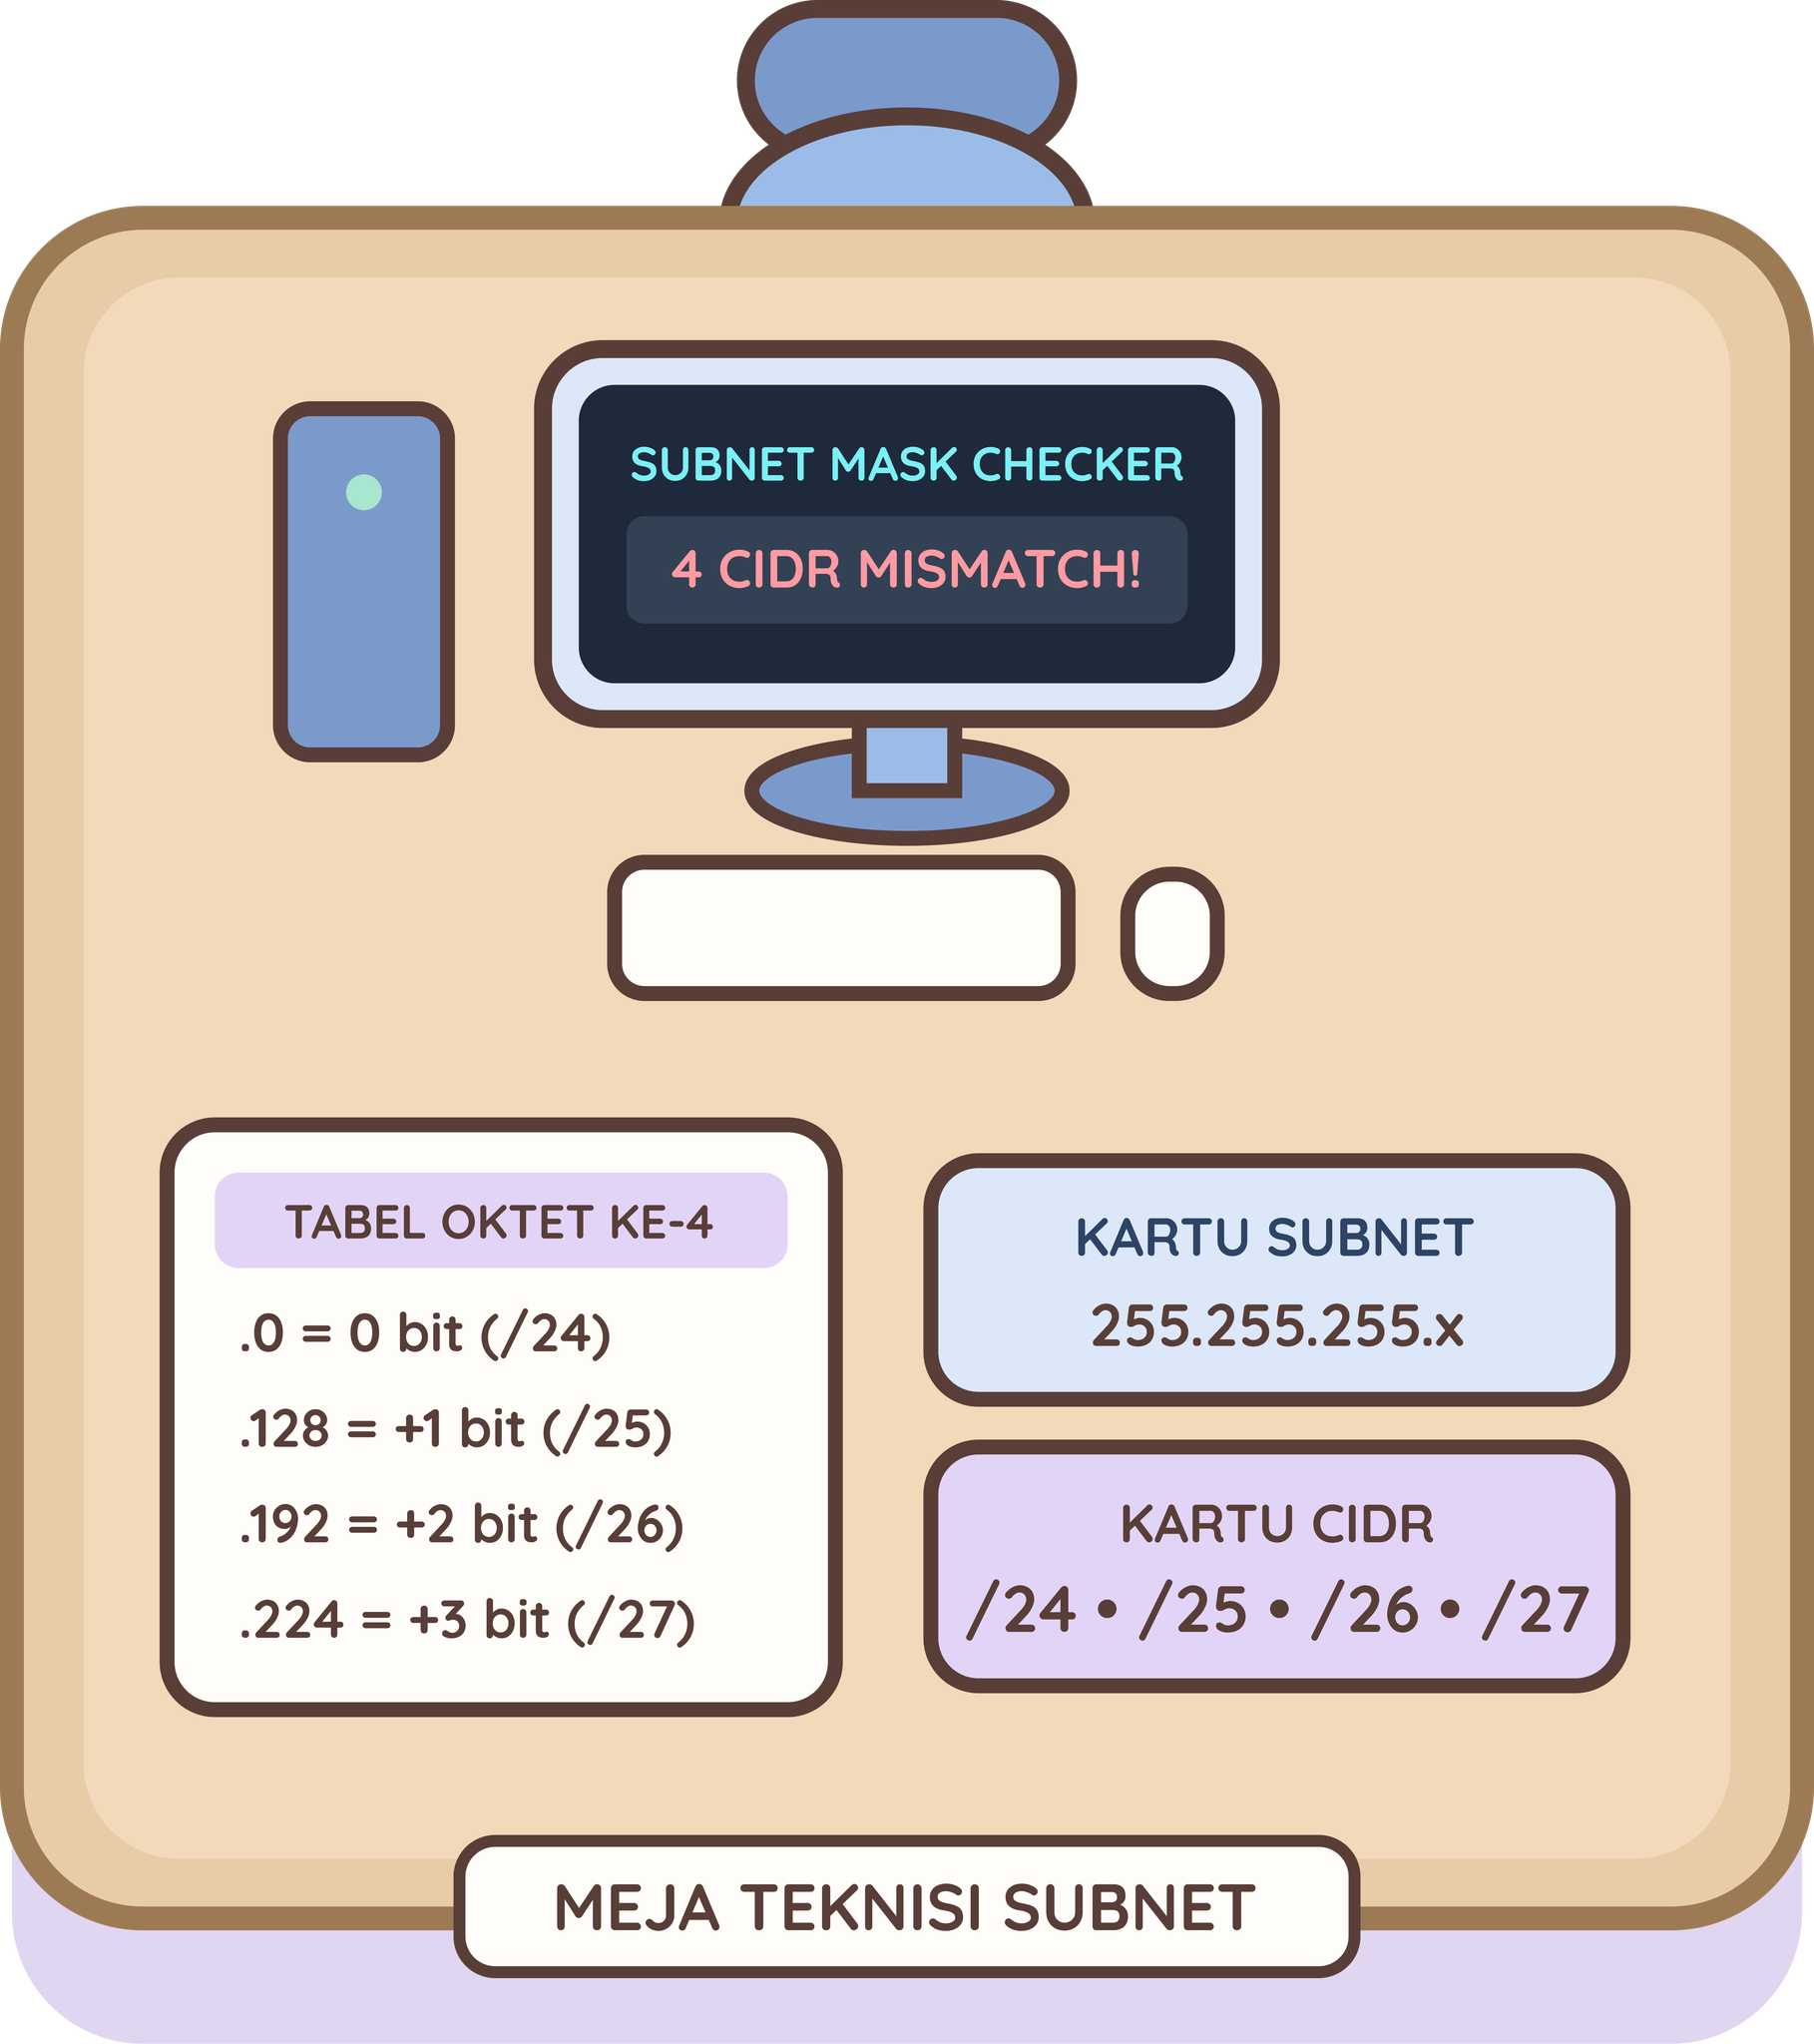 SUBNET MASK CHECKER
4 CIDR MISMATCH!
TABEL OKTET KE-4
.0 = 0 bit (/24)
.128 = +1 bit (/25)
.192 = +2 bit (/26)
.224 = +3 bit (/27)
KARTU SUBNET
255.255.255.x
KARTU CIDR
/24 • /25 • /26 • /27
MEJA TEKNISI SUBNET